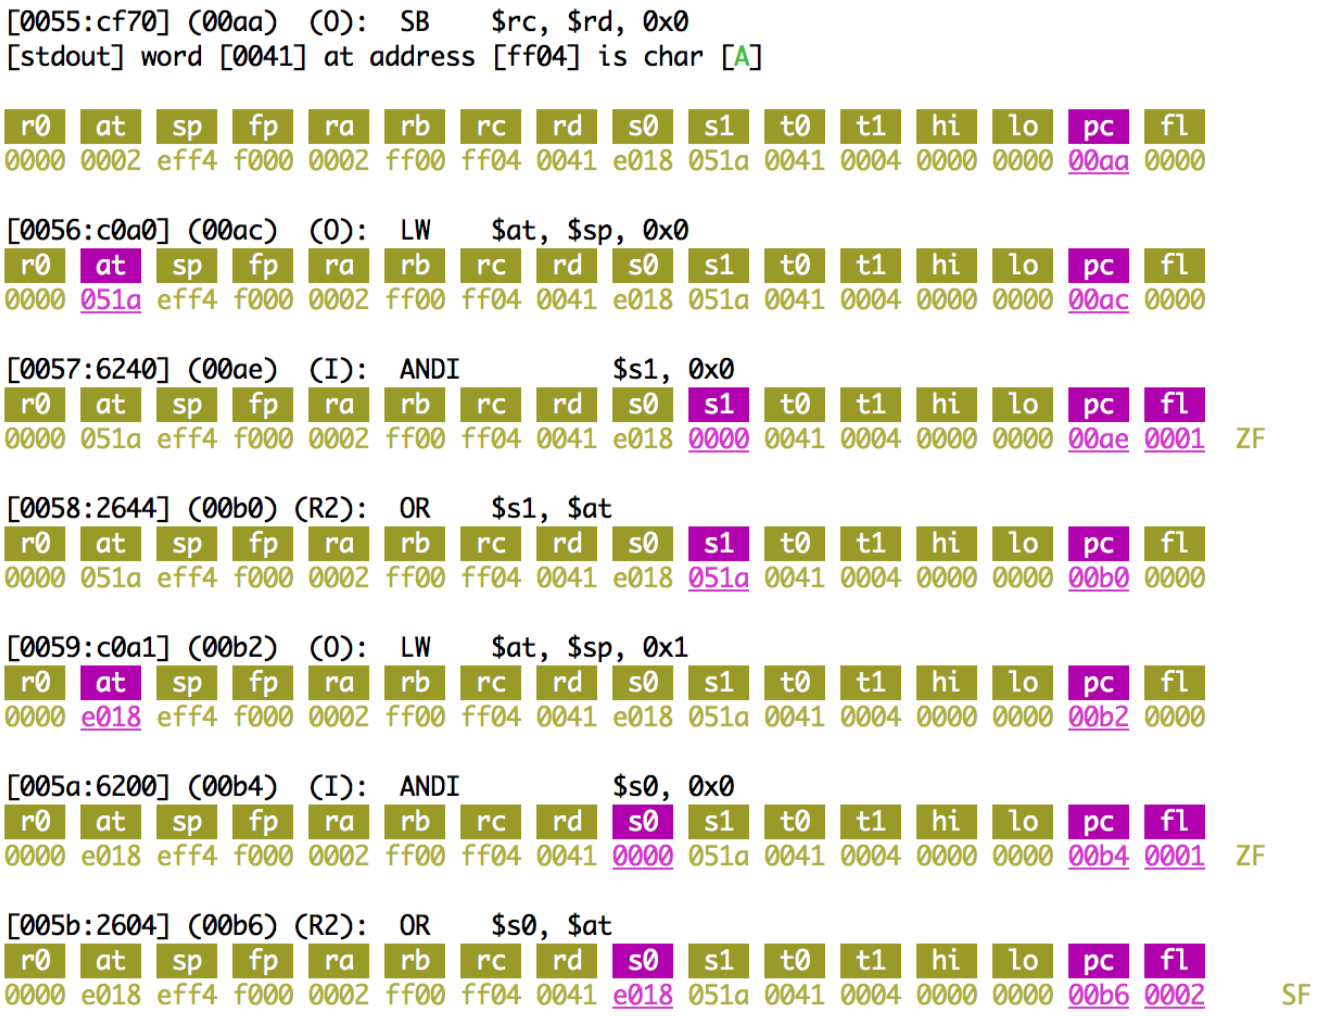 [0055:cf70] (00aa) (O): SB $rc, $rd, 0x0
[stdout] word [0041] at address [ff04] is char [A]
r0 at sp fp ra rb rc rd s0 s1 t0 t1 hi lo pc fl
0000 0002 eff4 f000 0002 ff00 ff04 0041 e018 051a 0041 0004 0000 0000 00aa 0000
[0056:c0a0] (00ac) (O): LW $at, $sp, 0x0
r0 at sp fp ra rb rc rd s0 s1 t0 t1 hi lo pc fl
0000 051a eff4 f000 0002 ff00 ff04 0041 e018 051a 0041 0004 0000 0000 00ac 0000
[0057:6240] (00ae) (I): ANDI $s1, 0x0
r0 at sp fp ra rb rc rd s0 s1 t0 t1 hi lo pc fl
0000 051a eff4 f000 0002 ff00 ff04 0041 e018 0000 0041 0004 0000 0000 00ae 0001 ZF
[0058:2644] (00b0) (R2): OR $s1, $at
r0 at sp fp ra rb rc rd s0 s1 t0 t1 hi lo pc fl
0000 051a eff4 f000 0002 ff00 ff04 0041 e018 051a 0041 0004 0000 0000 00b0 0000
[0059:c0a1] (00b2) (O): LW $at, $sp, 0x1
r0 at sp fp ra rb rc rd s0 s1 t0 t1 hi lo pc fl
0000 e018 eff4 f000 0002 ff00 ff04 0041 e018 051a 0041 0004 0000 0000 00b2 0000
[005a:6200] (00b4) (I): ANDI $s0, 0x0
r0 at sp fp ra rb rc rd s0 s1 t0 t1 hi lo pc fl
0000 e018 eff4 f000 0002 ff00 ff04 0041 0000 051a 0041 0004 0000 0000 00b4 0001 ZF
[005b:2604] (00b6) (R2): OR $s0, $at
r0 at sp fp ra rb rc rd s0 s1 t0 t1 hi lo pc fl
0000 e018 eff4 f000 0002 ff00 ff04 0041 e018 051a 0041 0004 0000 0000 00b6 0002 SF